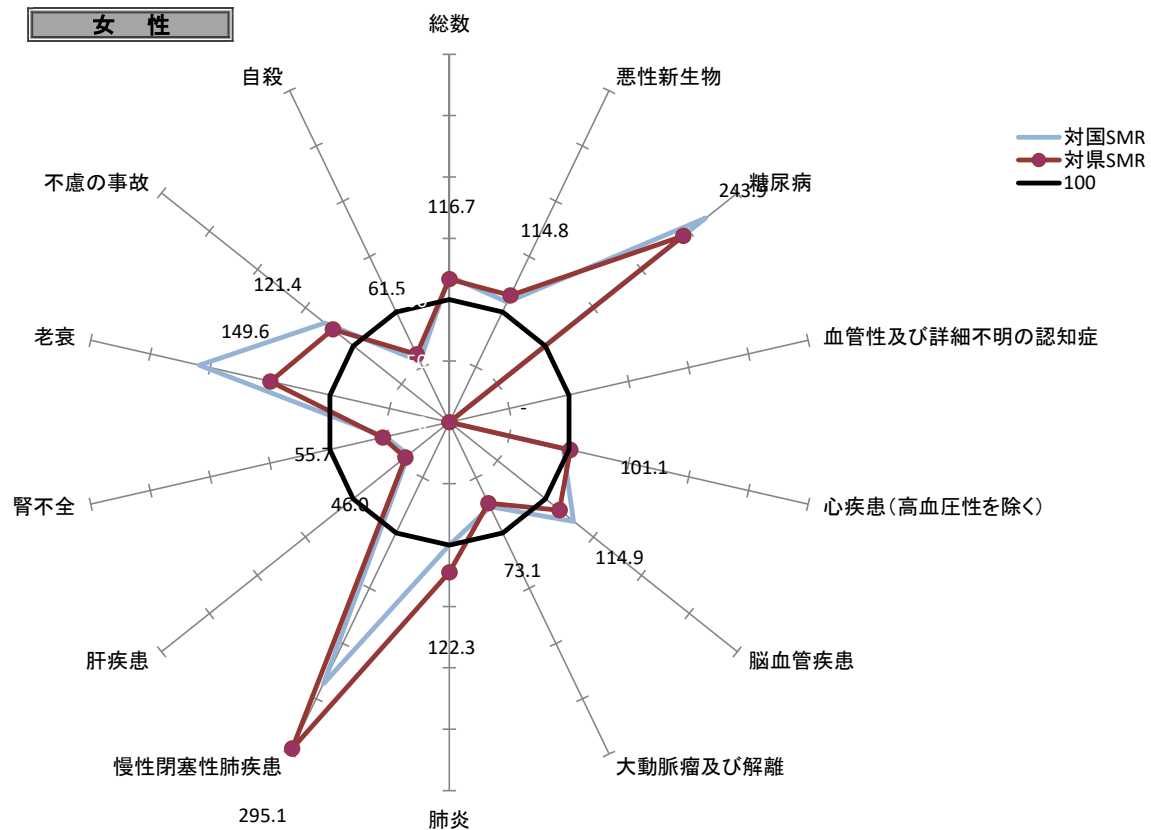 女 性
総数
自殺
悪性新生物
対国SMR
対県SMR
100
不慮の事故
糖尿病
243.9
116.7
114.8
121.4
61.5
老衰
149.6
血管性及び詳細不明の認知症
-
55.7
101.1
腎不全
46.0
心疾患(高血圧性を除く)
114.9
73.1
122.3
肝疾患
脳血管疾患
慢性閉塞性肺疾患
大動脈瘤及び解離
295.1
肺炎